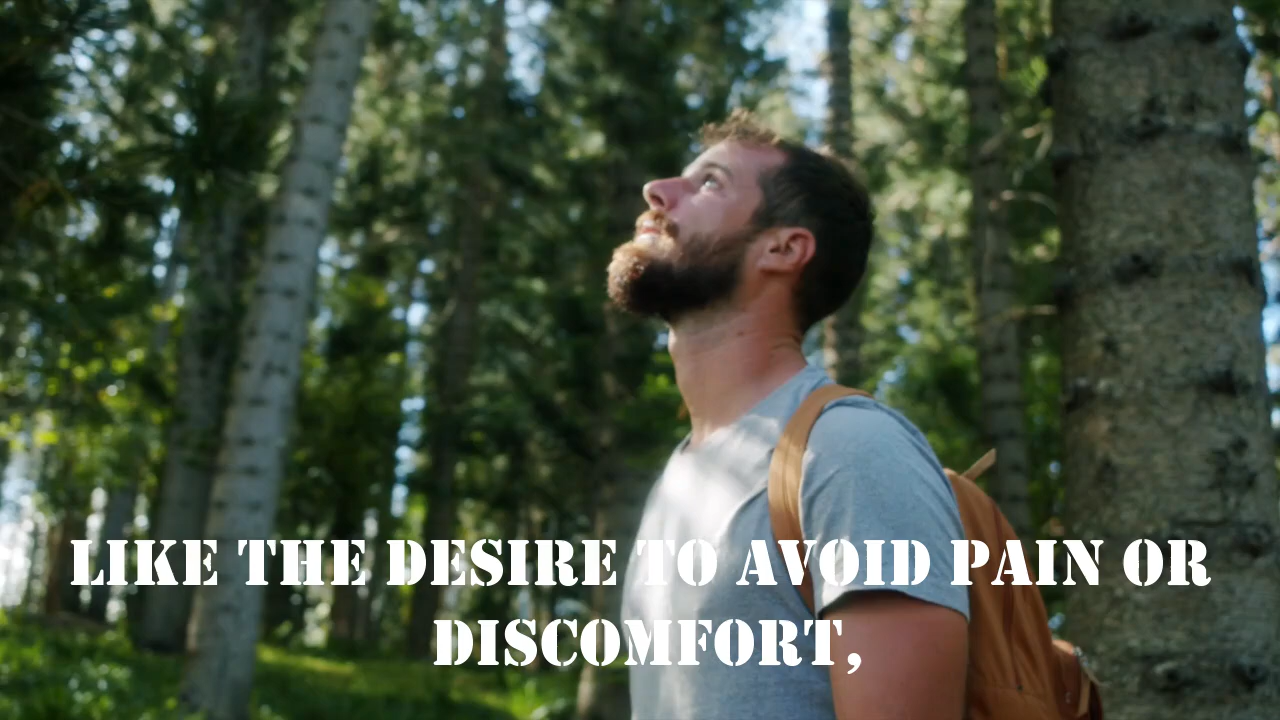 LIKE THE DESIRE TO AVOID PAIN OR
DISCOMFORT,